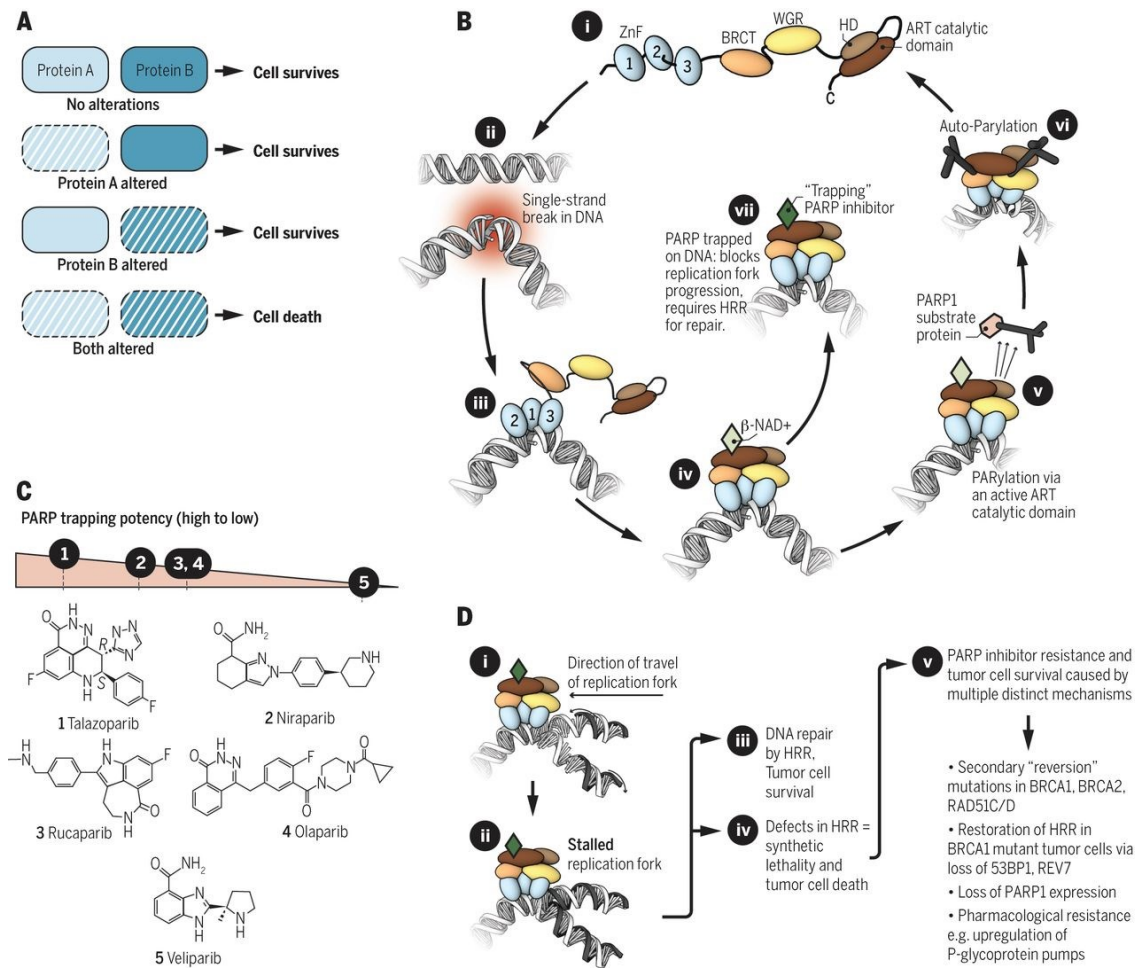 A
Protein A
Protein B
Cell survives
No alterations
Cell survives
Protein A altered
Cell survives
Protein B altered
Cell death
Both altered
B
i
ZnF
1
2
3
BRCT
WGR
HD
ART catalytic
domain
C
ii
Single-strand
break in DNA
iii
2
1
3
iv
β-NAD+
v
PARP1
substrate
protein
PARylation via
an active ART
catalytic domain
vi
Auto-Parylation
vii
"Trapping"
PARP inhibitor
PARP trapped
on DNA: blocks
replication fork
progression,
requires HRR
for repair.
C
PARP trapping potency (high to low)
1
2
3, 4
5
O
H
N
N
R
N
N
N
H
F
N
H
S
F
1 Talazoparib
O
NH2
N
N
NH
2 Niraparib
H
N
H
N
F
N
H
O
3 Rucaparib
H
N
O
N
F
O
N
N
O
4 Olaparib
O
NH2
N
N
H
N
H
5 Veliparib
D
i
Direction of travel
of replication fork
ii
Stalled
replication fork
iii
DNA repair
by HRR,
Tumor cell
survival
iv
Defects in HRR =
synthetic
lethality and
tumor cell death
v
PARP inhibitor resistance and
tumor cell survival caused by
multiple distinct mechanisms
• Secondary "reversion"
mutations in BRCA1, BRCA2,
RAD51C/D
• Restoration of HRR in
BRCA1 mutant tumor cells via
loss of 53BP1, REV7
• Loss of PARP1 expression
• Pharmacological resistance
e.g. upregulation of
P-glycoprotein pumps